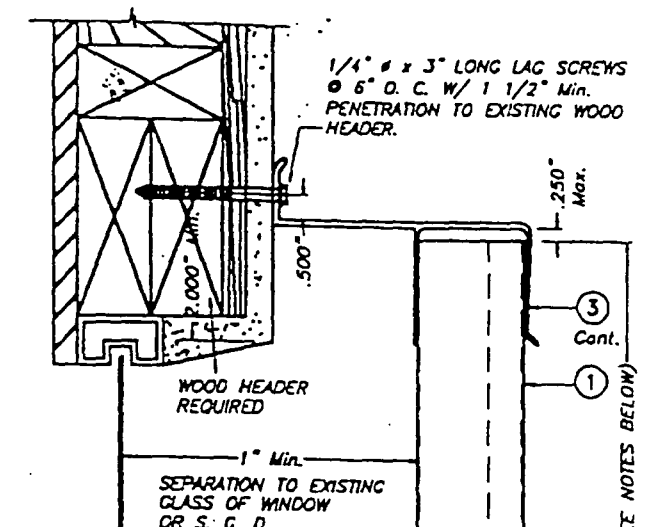 1/4" ø x 3" LONG LAG SCREWS
@ 6" O. C. W/ 1 1/2" Min.
PENETRATION TO EXISTING WOOD
HEADER.
.250"
Max.
.500"
2.000" Min.
3
Cont.
1
WOOD HEADER
REQUIRED
1" Min.
SEPARATION TO EXISTING
GLASS OF WINDOW
OR S. G. D.
E NOTES BELOW)